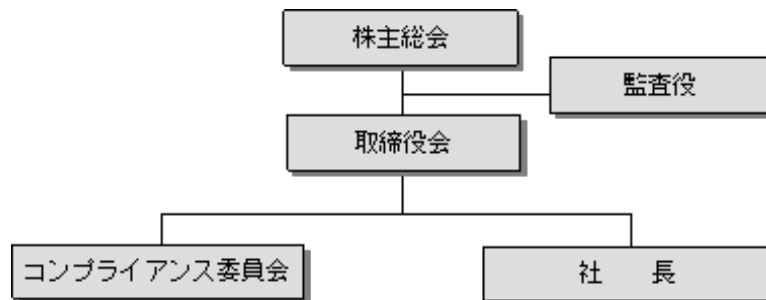 株主総会
監査役
取締役会
コンプライアンス委員会
社　　長